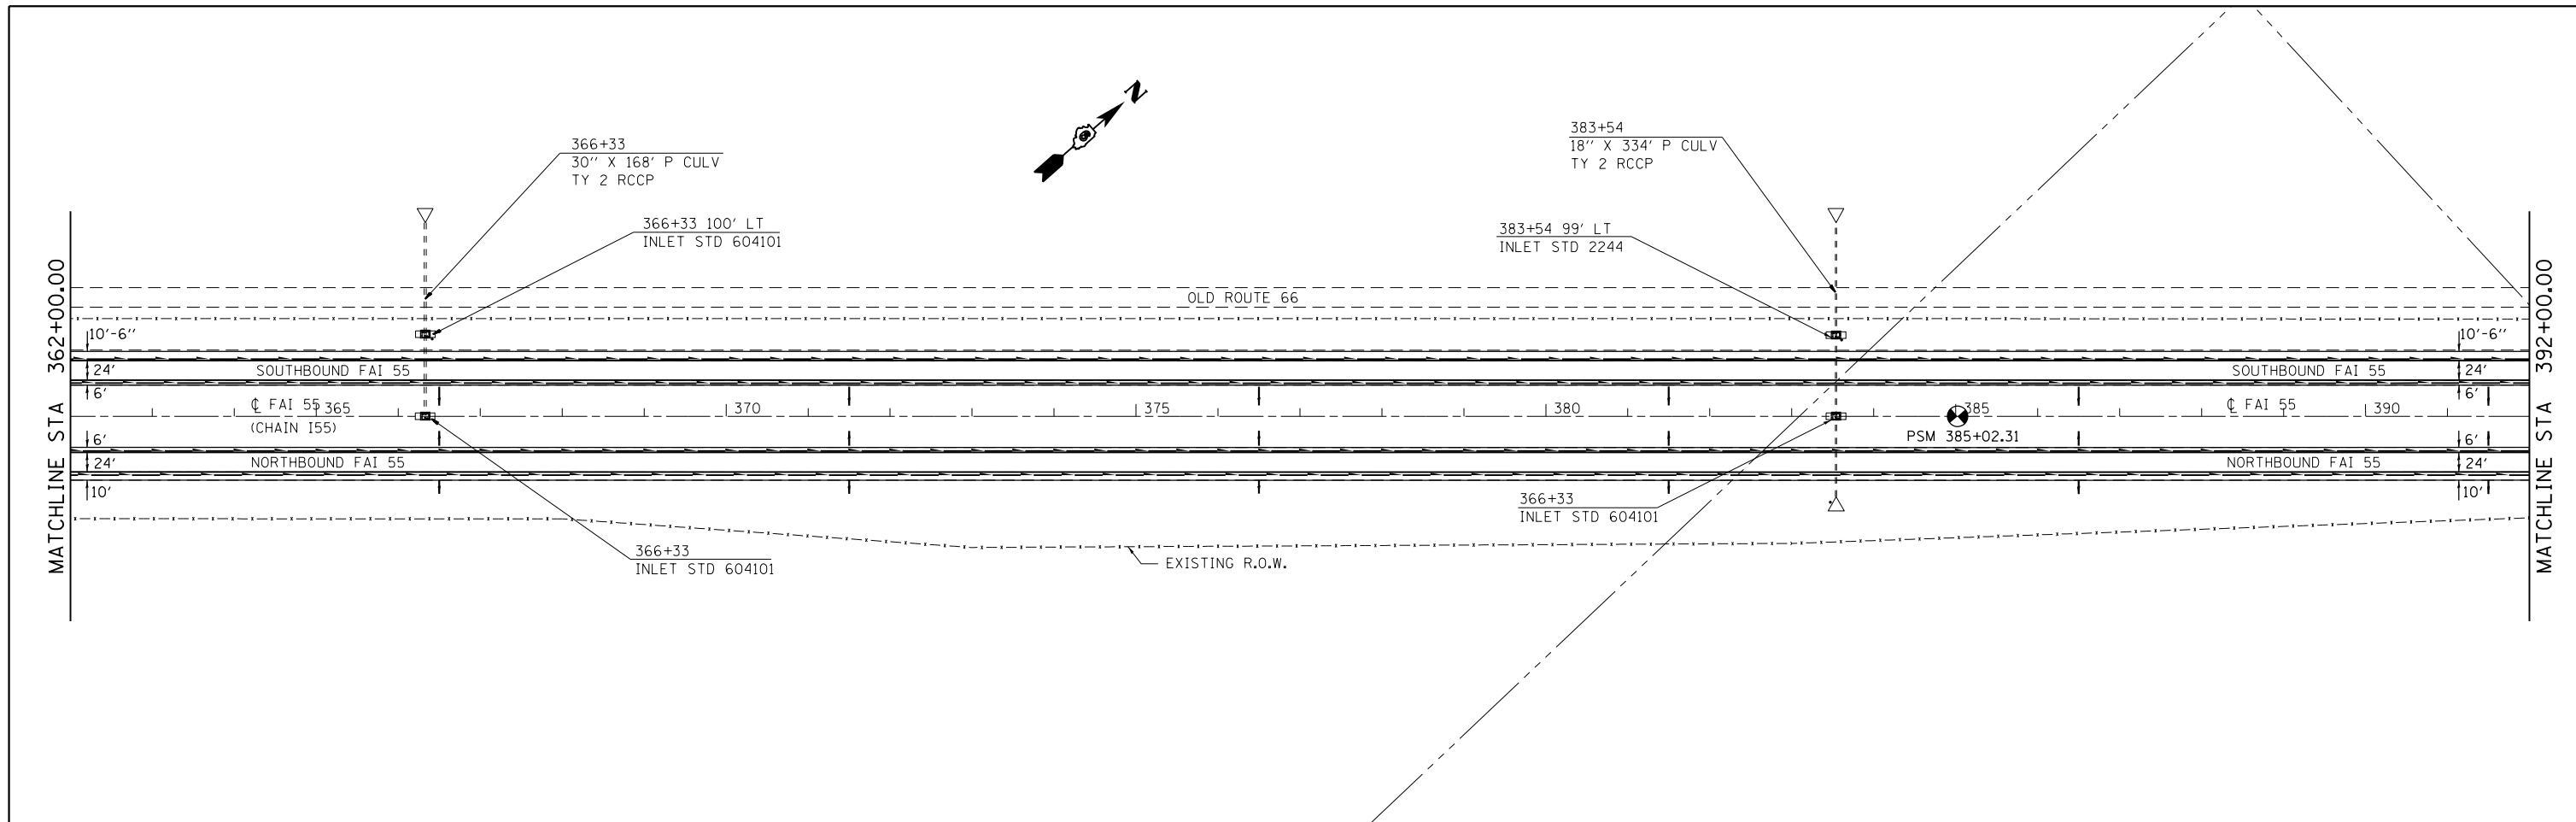 N
366+33
30'' X 168' P CULV
TY 2 RCCP
366+33 100' LT
INLET STD 604101
383+54
18'' X 334' P CULV
TY 2 RCCP
383+54 99' LT
INLET STD 2244
MATCHLINE STA 362+00.00
MATCHLINE STA 392+00.00
OLD ROUTE 66
10'-6''
10'-6''
24'
SOUTHBOUND FAI 55
SOUTHBOUND FAI 55
24'
6'
6'
℄ FAI 55
365
370
375
380
385
℄ FAI 55
390
(CHAIN I55)
PSM 385+02.31
6'
6'
24'
NORTHBOUND FAI 55
NORTHBOUND FAI 55
24'
10'
10'
366+33
INLET STD 604101
366+33
INLET STD 604101
EXISTING R.O.W.